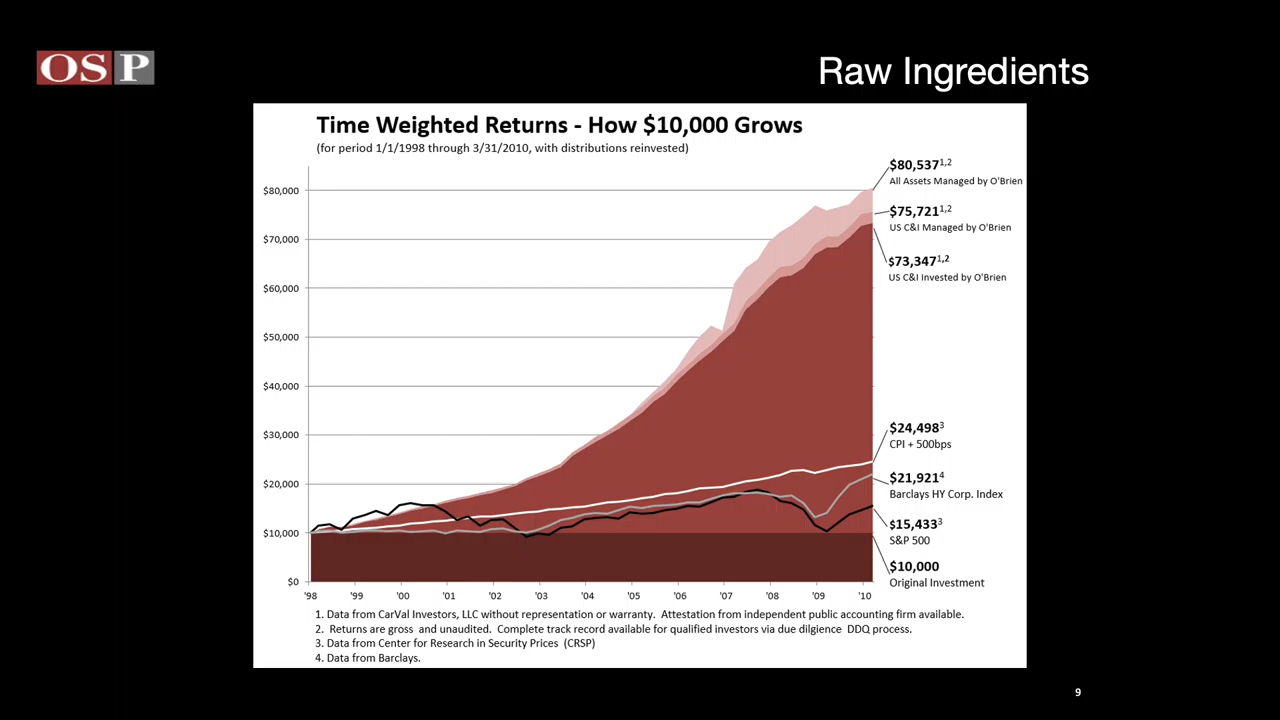 OSP
Raw Ingredients
Time Weighted Returns - How $10,000 Grows
(for period 1/1/1998 through 3/31/2010, with distributions reinvested)
$80,000
$70,000
$60,000
$50,000
$40,000
$30,000
$20,000
$10,000
$0
'98 '99 '00 '01 '02 '03 '04 '05 '06 '07 '08 '09 '10
$80,537 1,2
All Assets Managed by O'Brien
$75,721 1,2
US C&I Managed by O'Brien
$73,347 1,2
US C&I Invested by O'Brien
$24,498 3
CPI + 500bps
$21,921 4
Barclays HY Corp. Index
$15,433 3
S&P 500
$10,000
Original Investment
1. Data from CarVal Investors, LLC without representation or warranty. Attestation from independent public accounting firm available.
2. Returns are gross and unaudited. Complete track record available for qualified investors via due dilgience DDQ process.
3. Data from Center for Research in Security Prices (CRSP)
4. Data from Barclays.
9